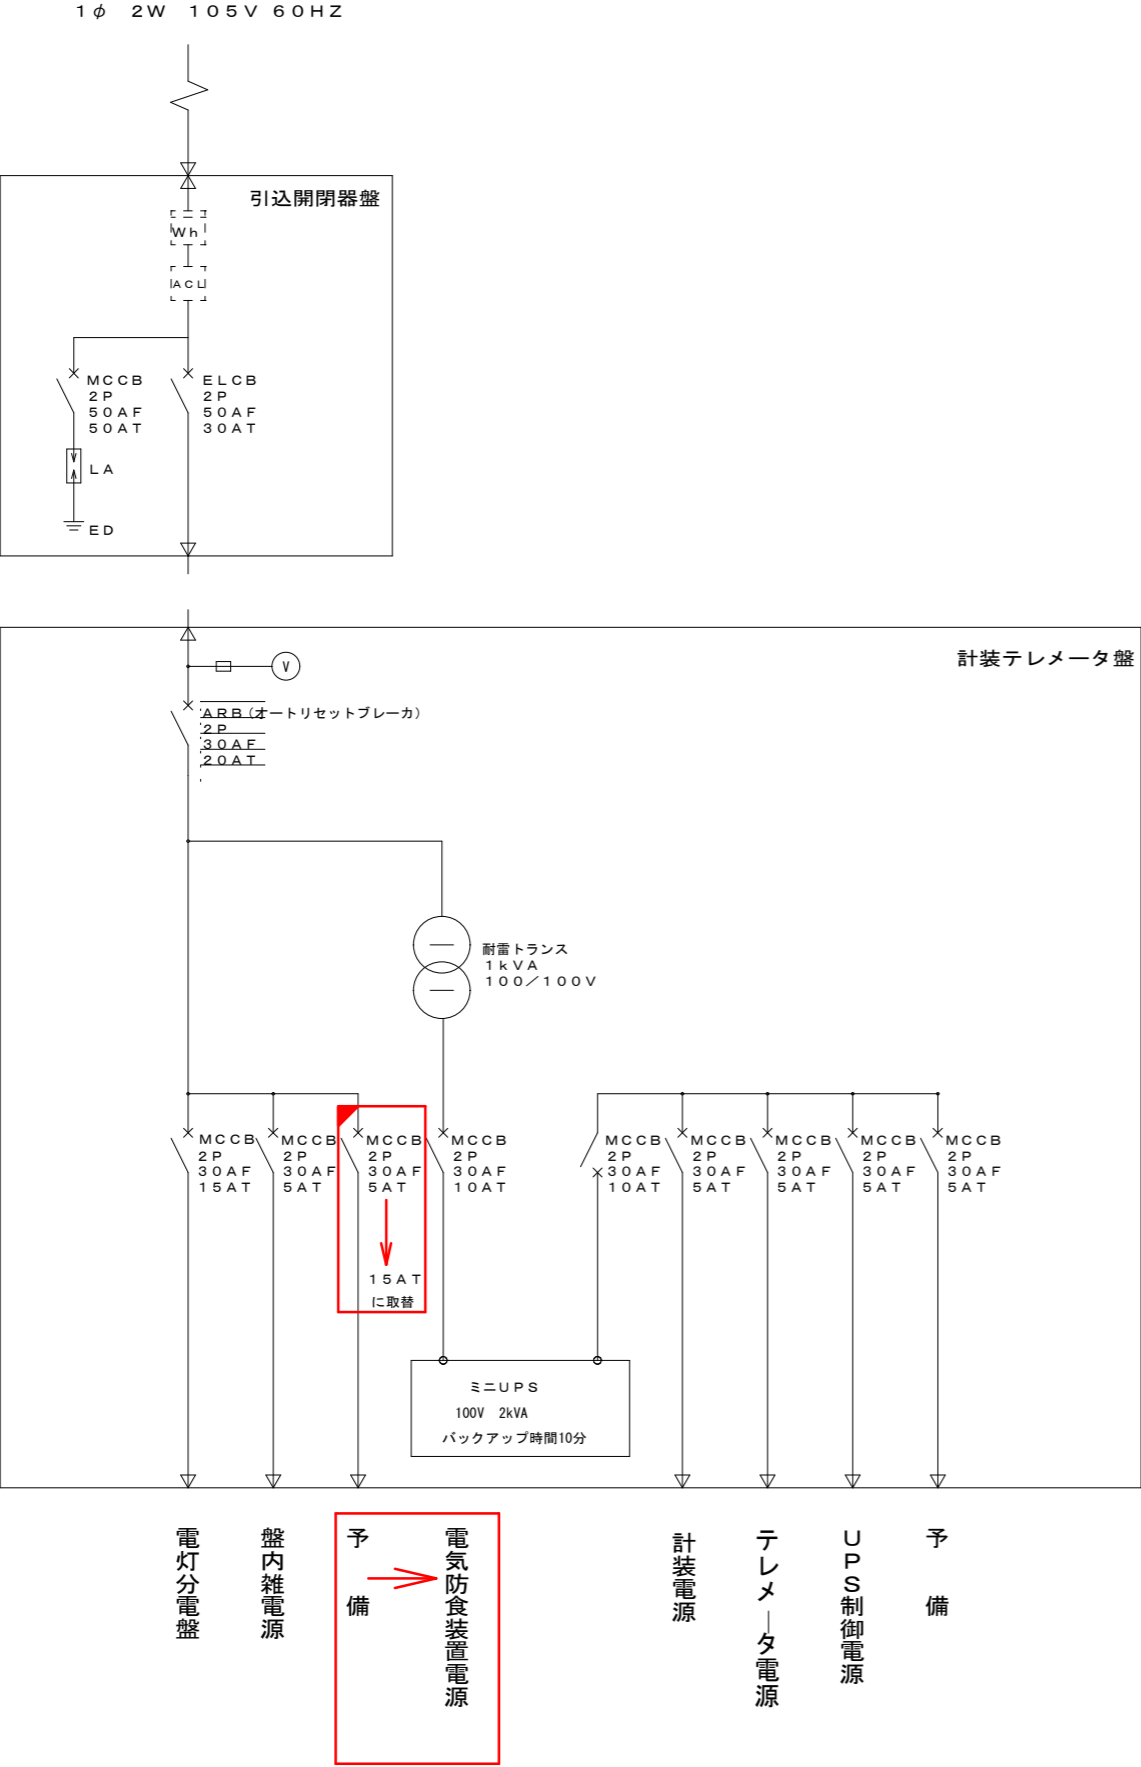 1φ 2W 105V 60HZ
引込開閉器盤
Wh
ACL
MCCB
2P
50AF
50AT
ELCB
2P
50AF
30AT
LA
ED
計装テレメータ盤
V
ARB(オートリセットブレーカ)
2P
30AF
20AT
耐雷トランス
1kVA
100/100V
MCCB
2P
30AF
15AT
MCCB
2P
30AF
5AT
MCCB
2P
30AF
5AT
15AT
に取替
MCCB
2P
30AF
10AT
MCCB
2P
30AF
10AT
MCCB
2P
30AF
5AT
MCCB
2P
30AF
5AT
MCCB
2P
30AF
5AT
MCCB
2P
30AF
5AT
ミニUPS
100V 2kVA
バックアップ時間10分
電灯分電盤
盤内雑電源
予備
電気防食装置電源
計装電源
テレメータ電源
UPS制御電源
予備